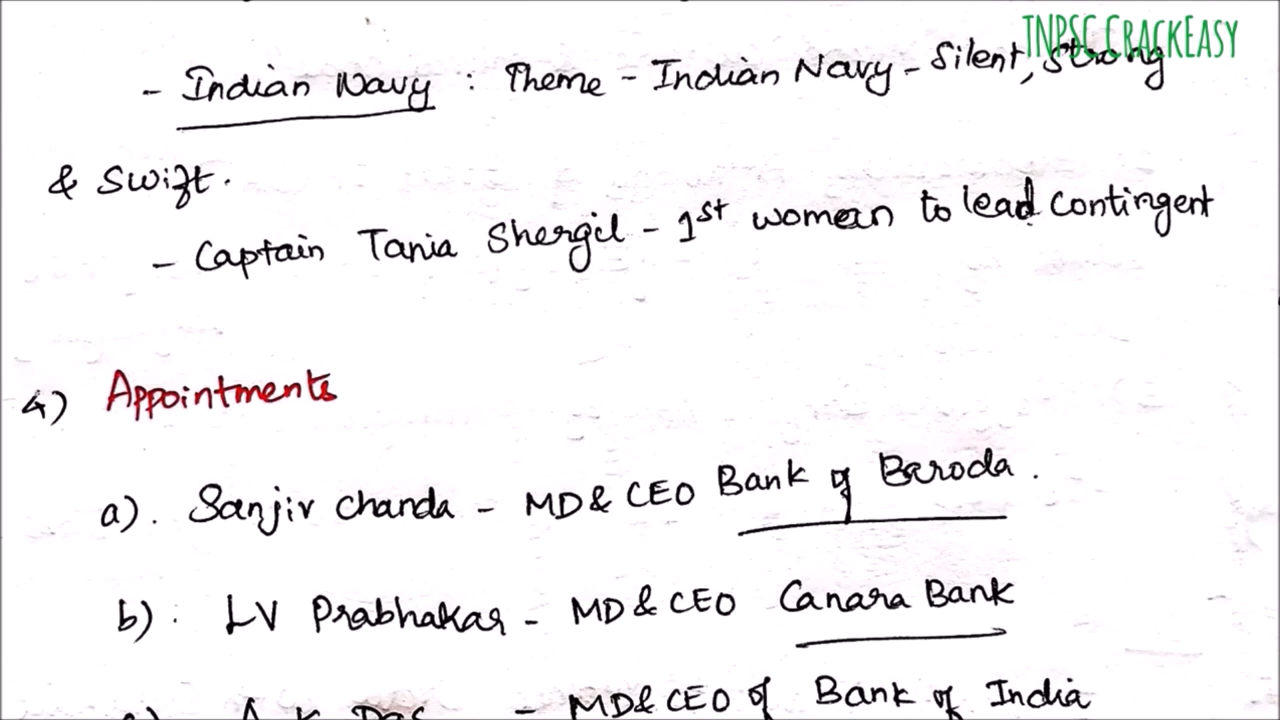 TNPSC CRACKEASY
- Indian Navy : Theme - Indian Navy - Silent, Strong
& Swift.
- Captain Tania Shergil - 1st woman to lead contingent
4) Appointments
a). Sanjiv Chanda - MD & CEO Bank of Baroda.
b). LV Prabhakar - MD & CEO Canara Bank
A K Das - MD & CEO of Bank of India